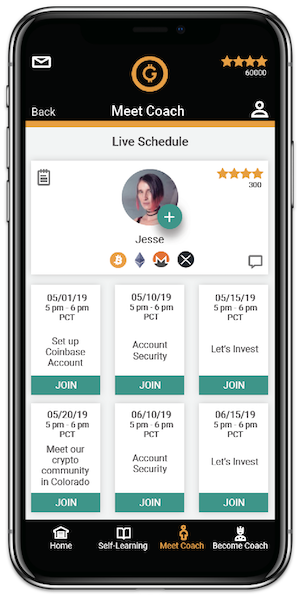 60000
Back
Meet Coach
Live Schedule
300
Jesse
05/01/19
5 pm - 6 pm
PCT
Set up
Coinbase
Account
JOIN
05/10/19
5 pm - 6 pm
PCT
Account
Security
JOIN
05/15/19
5 pm - 6 pm
PCT
Let's Invest
JOIN
05/20/19
5 pm - 6 pm
PCT
Meet our
crypto
community
in Colorado
JOIN
06/10/19
5 pm - 6 pm
PCT
Account
Security
JOIN
06/15/19
5 pm - 6 pm
PCT
Let's Invest
JOIN
Home
Self-Learning
Meet Coach
Become Coach